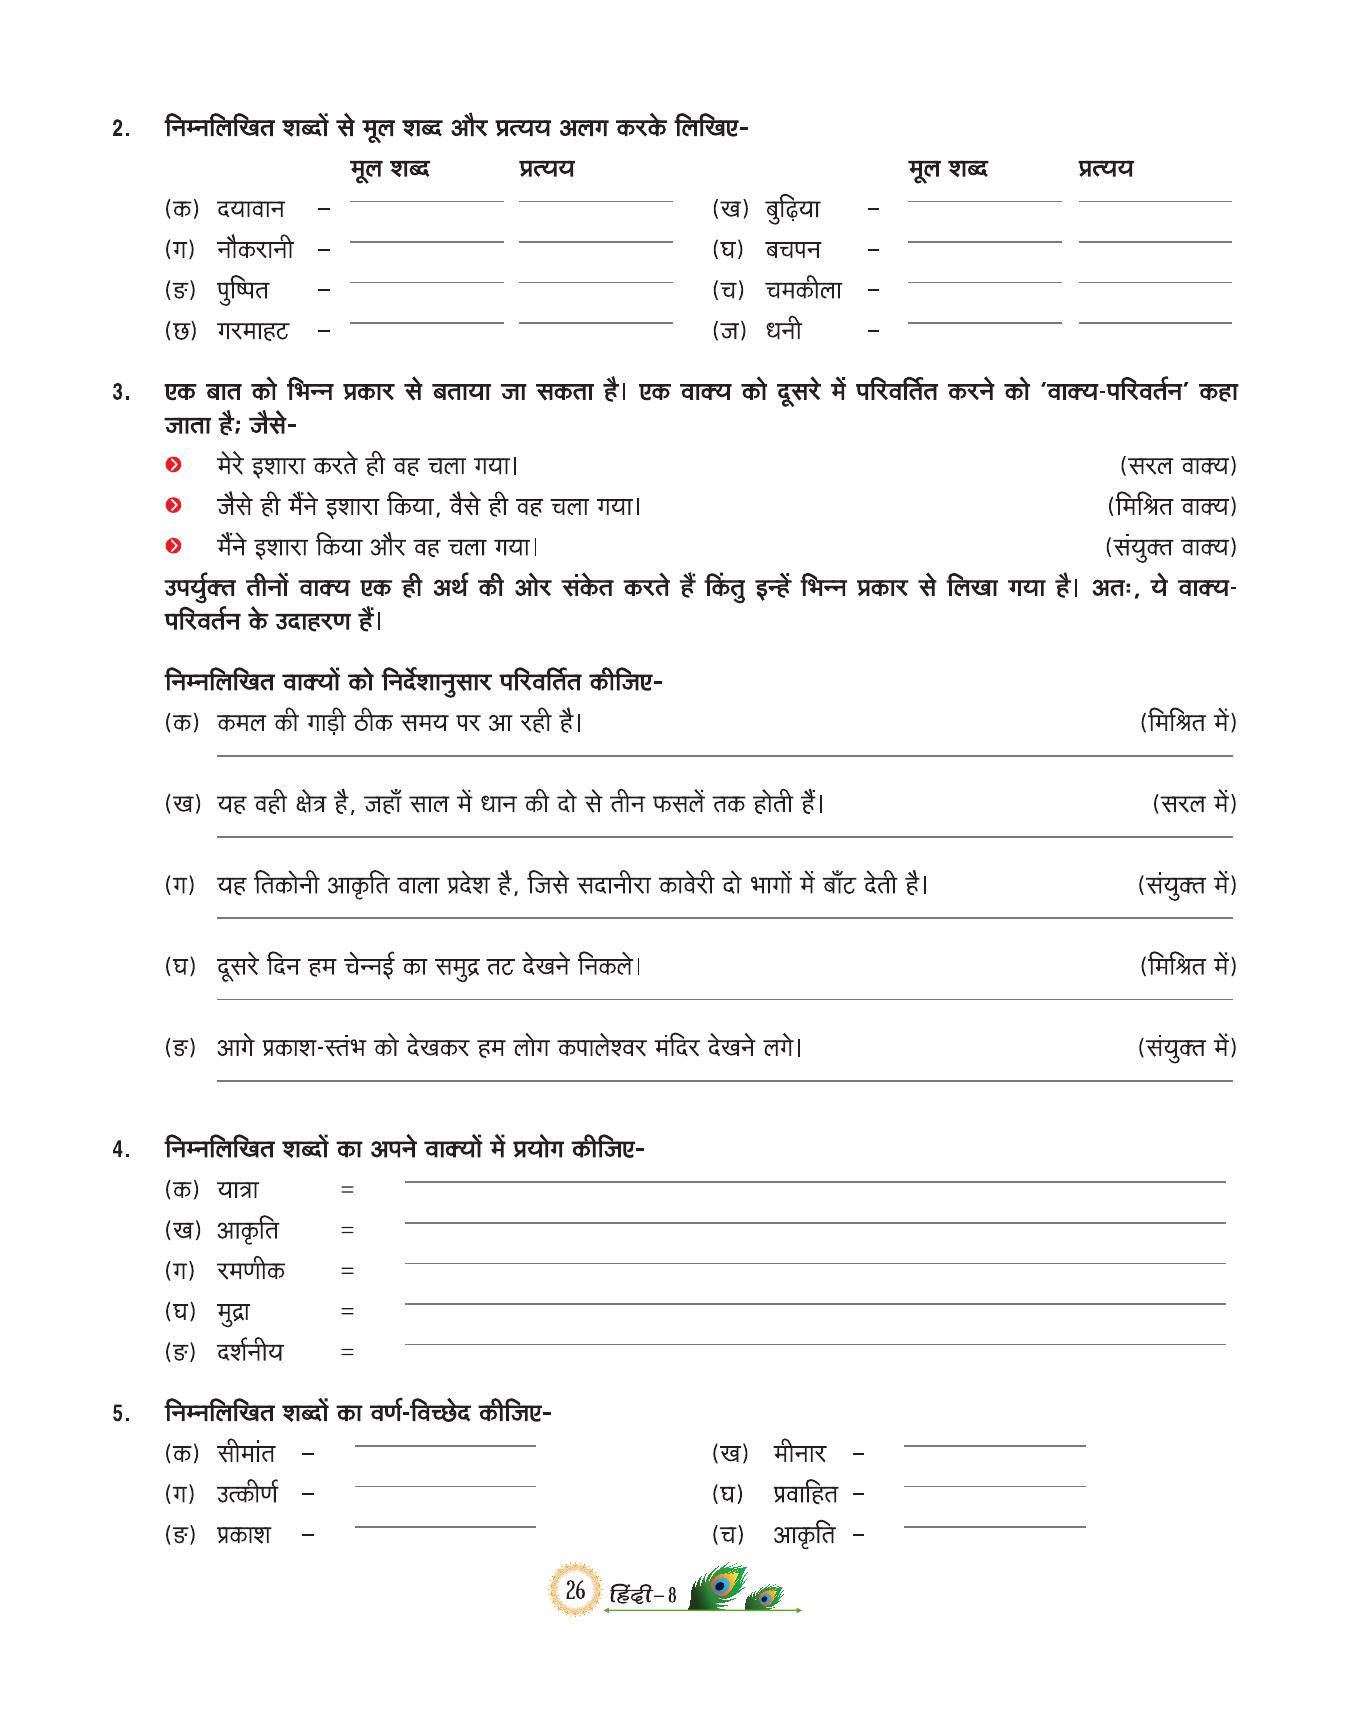 2. निम्नलिखित शब्दों से मूल शब्द और प्रत्यय अलग करके लिखिए-
मूल शब्द प्रत्यय मूल शब्द प्रत्यय
(क) दयावान – (ख) बुढ़िया –
(ग) नौकरानी – (घ) बचपन –
(ङ) पुष्पित – (च) चमकीला –
(छ) गरमाहट – (ज) धनी –
3. एक बात को भिन्न प्रकार से बताया जा सकता है। एक वाक्य को दूसरे में परिवर्तित करने को ‘वाक्य-परिवर्तन’ कहा
जाता है; जैसे-
मेरे इशारा करते ही वह चला गया। (सरल वाक्य)
जैसे ही मैंने इशारा किया, वैसे ही वह चला गया। (मिश्रित वाक्य)
मैंने इशारा किया और वह चला गया। (संयुक्त वाक्य)
उपर्युक्त तीनों वाक्य एक ही अर्थ की ओर संकेत करते हैं किंतु इन्हें भिन्न प्रकार से लिखा गया है। अतः, ये वाक्य-
परिवर्तन के उदाहरण हैं।
निम्नलिखित वाक्यों को निर्देशानुसार परिवर्तित कीजिए-
(क) कमल की गाड़ी ठीक समय पर आ रही है। (मिश्रित में)
(ख) यह वही क्षेत्र है, जहाँ साल में धान की दो से तीन फसलें तक होती हैं। (सरल में)
(ग) यह तिकोनी आकृति वाला प्रदेश है, जिसे सदानीरा कावेरी दो भागों में बाँट देती है। (संयुक्त में)
(घ) दूसरे दिन हम चेन्नई का समुद्र तट देखने निकले। (मिश्रित में)
(ङ) आगे प्रकाश-स्तंभ को देखकर हम लोग कपालेश्वर मंदिर देखने लगे। (संयुक्त में)
4. निम्नलिखित शब्दों का अपने वाक्यों में प्रयोग कीजिए-
(क) यात्रा =
(ख) आकृति =
(ग) रमणीक =
(घ) मुद्रा =
(ङ) दर्शनीय =
5. निम्नलिखित शब्दों का वर्ण-विच्छेद कीजिए-
(क) सीमांत – (ख) मीनार –
(ग) उत्कीर्ण – (घ) प्रवाहित –
(ङ) प्रकाश – (च) आकृति –
26 हिंदी–8